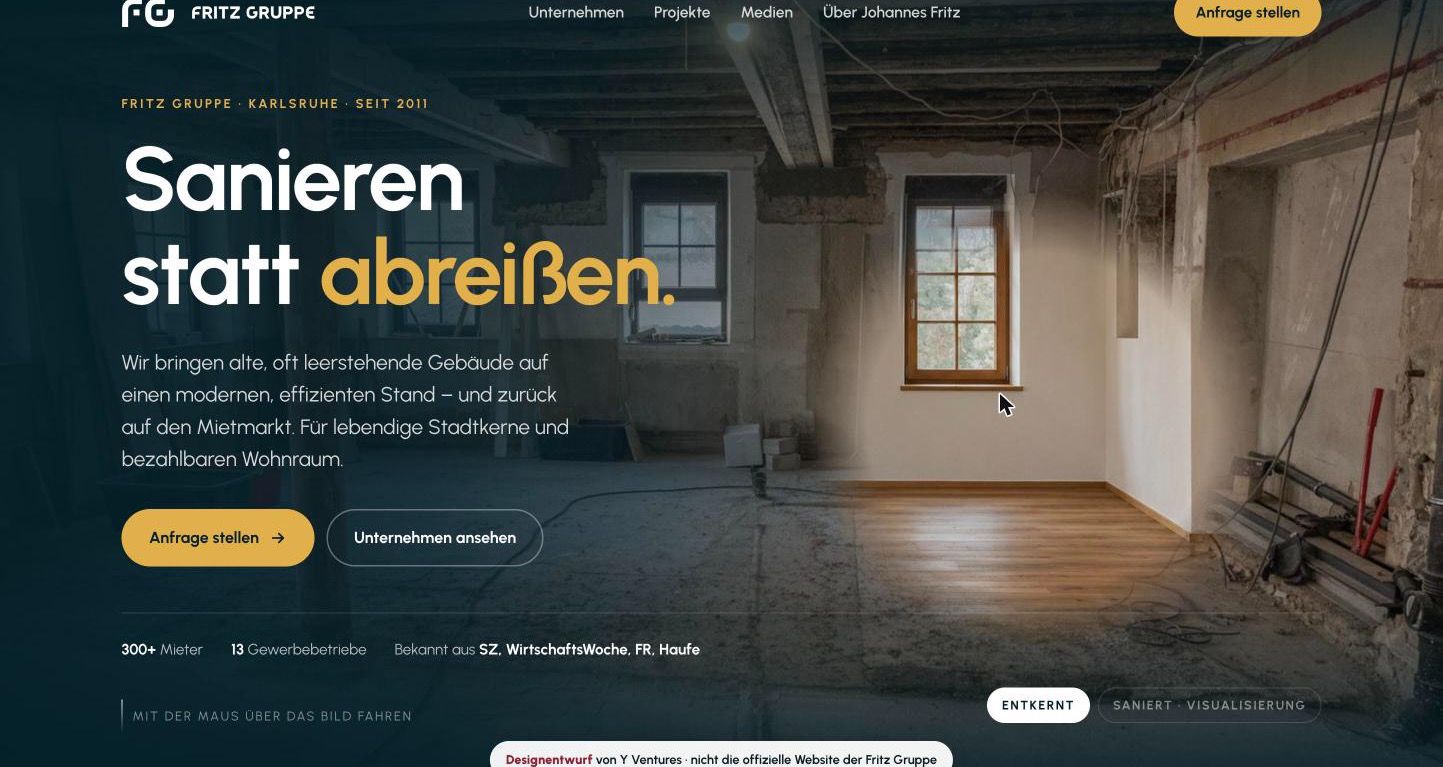 FG FRITZ GRUPPE
Unternehmen Projekte Medien Über Johannes Fritz
Anfrage stellen
FRITZ GRUPPE · KARLSRUHE · SEIT 2011
Sanieren
statt abreißen.
Wir bringen alte, oft leerstehende Gebäude auf
einen modernen, effizienten Stand – und zurück
auf den Mietmarkt. Für lebendige Stadtkerne und
bezahlbaren Wohnraum.
Anfrage stellen →
Unternehmen ansehen
300+ Mieter 13 Gewerbebetriebe Bekannt aus SZ, WirtschaftsWoche, FR, Haufe
MIT DER MAUS ÜBER DAS BILD FAHREN
ENTKERNT
SANIERT · VISUALISIERUNG
Designentwurf von Y Ventures · nicht die offizielle Website der Fritz Gruppe